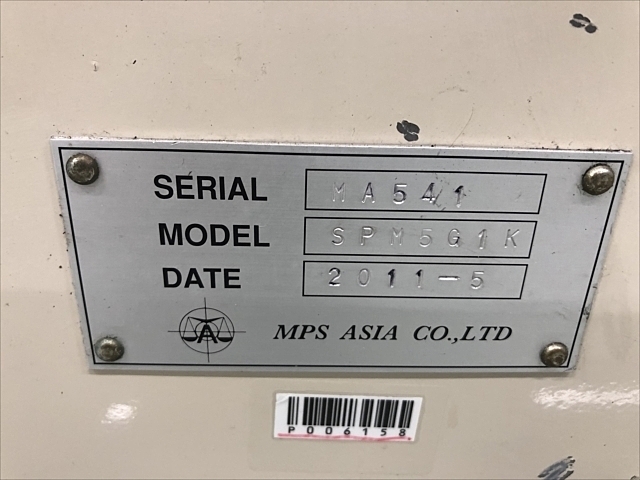 SERIAL MA541
MODEL SPM5G1K
DATE 2011-5
MPS ASIA CO.,LTD
P006158